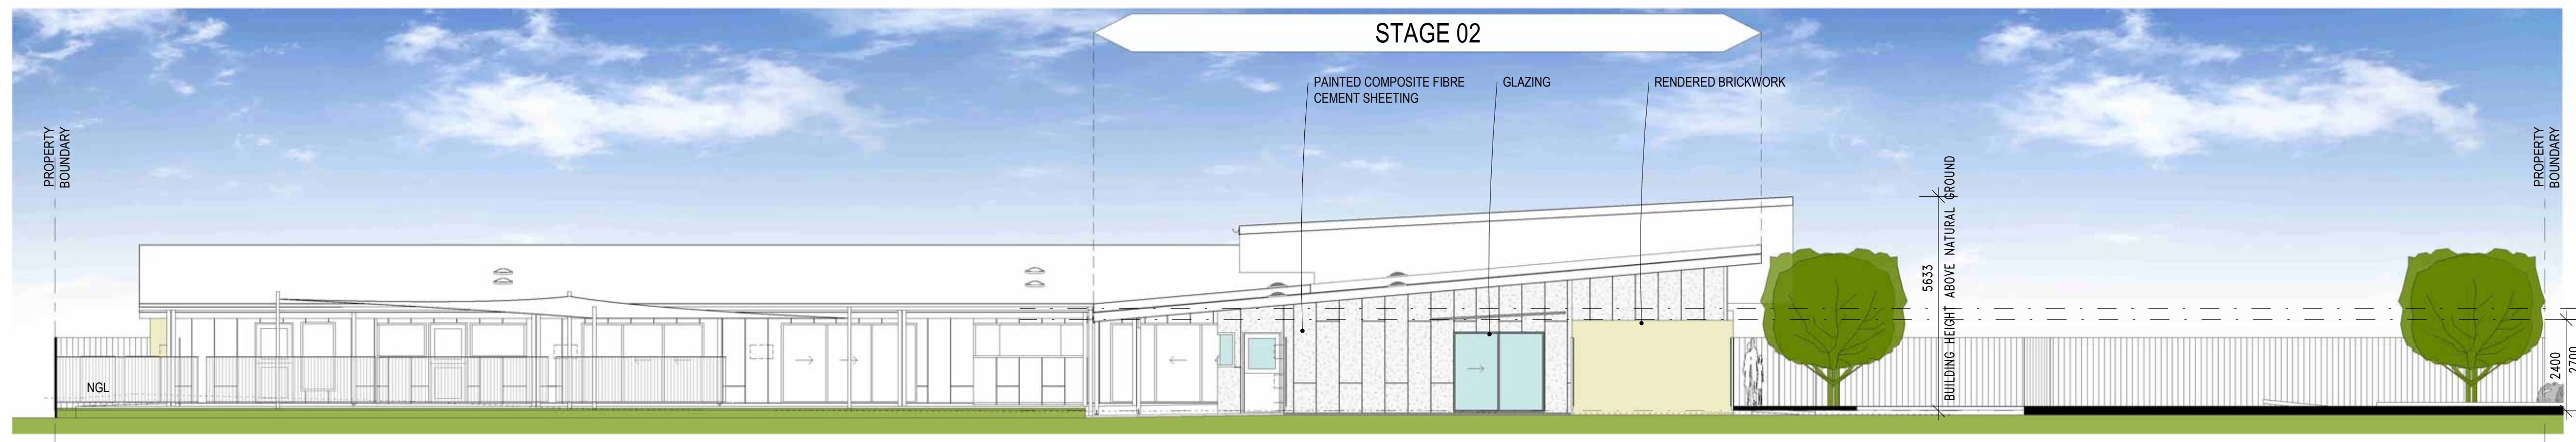 STAGE 02
PAINTED COMPOSITE FIBRE
CEMENT SHEETING
GLAZING
RENDERED BRICKWORK
PROPERTY
BOUNDARY
PROPERTY
BOUNDARY
5633
BUILDING HEIGHT ABOVE NATURAL GROUND
NGL
2400
2700